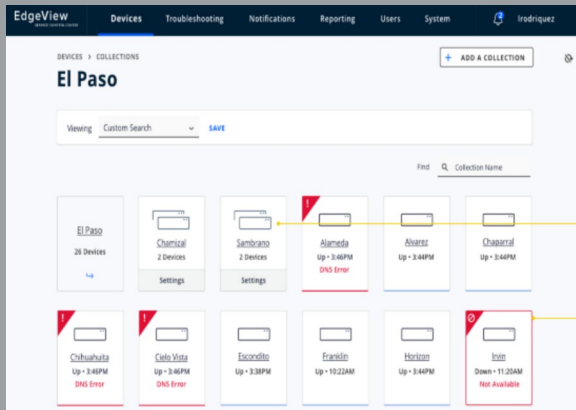 EdgeView
SERVICE CONTROL CENTER
Devices
Troubleshooting
Notifications
Reporting
Users
System
lrodriquez
DEVICES > COLLECTIONS
El Paso
+ ADD A COLLECTION
Viewing Custom Search SAVE
Find Collection Name
El Paso
26 Devices
Chamizal
2 Devices
Settings
Sambrano
2 Devices
Settings
!
Alameda
Up • 3:46PM
DNS Error
Alvarez
Up • 3:44PM
Chaparral
Up • 3:44PM
!
Chihuahuita
Up • 3:46PM
DNS Error
!
Cielo Vista
Up • 3:46PM
DNS Error
Escondito
Up • 3:38PM
Franklin
Up • 10:22AM
Horizon
Up • 3:44PM
Irvin
Down • 11:20AM
Not Available